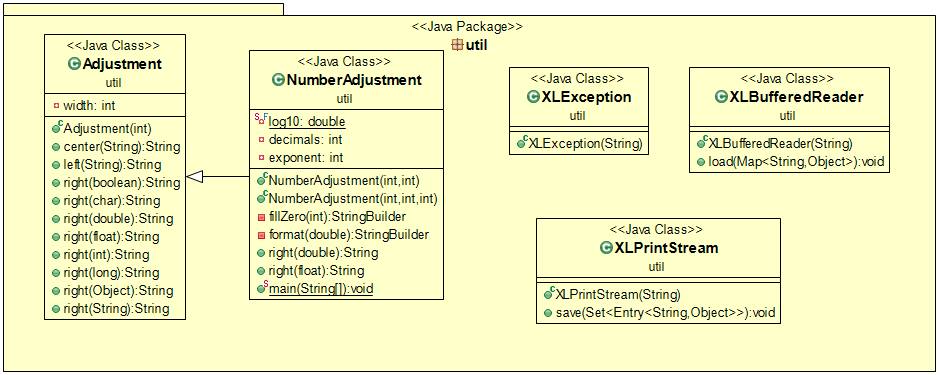 <<Java Package>>
util
<<Java Class>>
Adjustment
util
width: int
Adjustment(int)
center(String):String
left(String):String
right(boolean):String
right(char):String
right(double):String
right(float):String
right(int):String
right(long):String
right(Object):String
right(String):String
<<Java Class>>
NumberAdjustment
util
log10: double
decimals: int
exponent: int
NumberAdjustment(int,int)
NumberAdjustment(int,int,int)
fillZero(int):StringBuilder
format(double):StringBuilder
right(double):String
right(float):String
main(String[]):void
<<Java Class>>
XLException
util
XLException(String)
<<Java Class>>
XLBufferedReader
util
XLBufferedReader(String)
load(Map<String,Object>):void
<<Java Class>>
XLPrintStream
util
XLPrintStream(String)
save(Set<Entry<String,Object>>):void